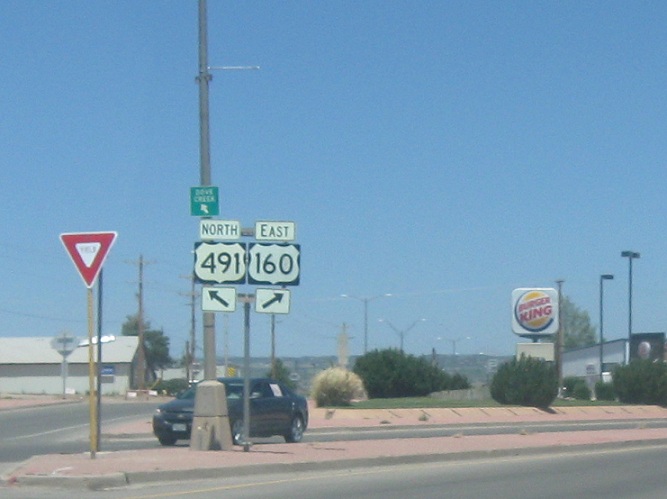 DOVE
CREEK
NORTH
EAST
491
160
YIELD
BURGER
KING